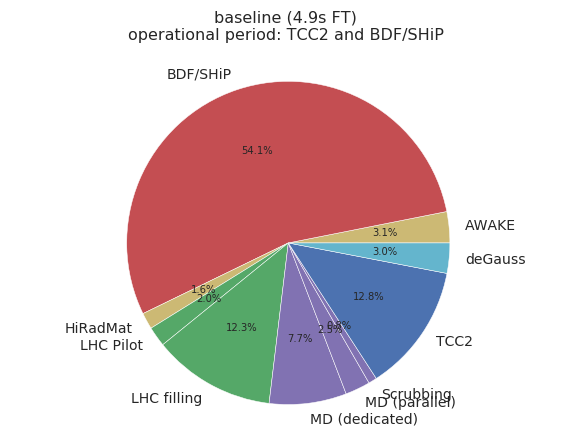 baseline (4.9s FT)
operational period: TCC2 and BDF/SHiP
BDF/SHiP
54.1%
AWAKE
3.1%
3.0%
deGauss
1.6%
2.0%
12.8%
HiRadMat
LHC Pilot
12.3%
7.7%
2.5%
0.8%
TCC2
LHC filling
Scrubbing
MD (parallel)
MD (dedicated)